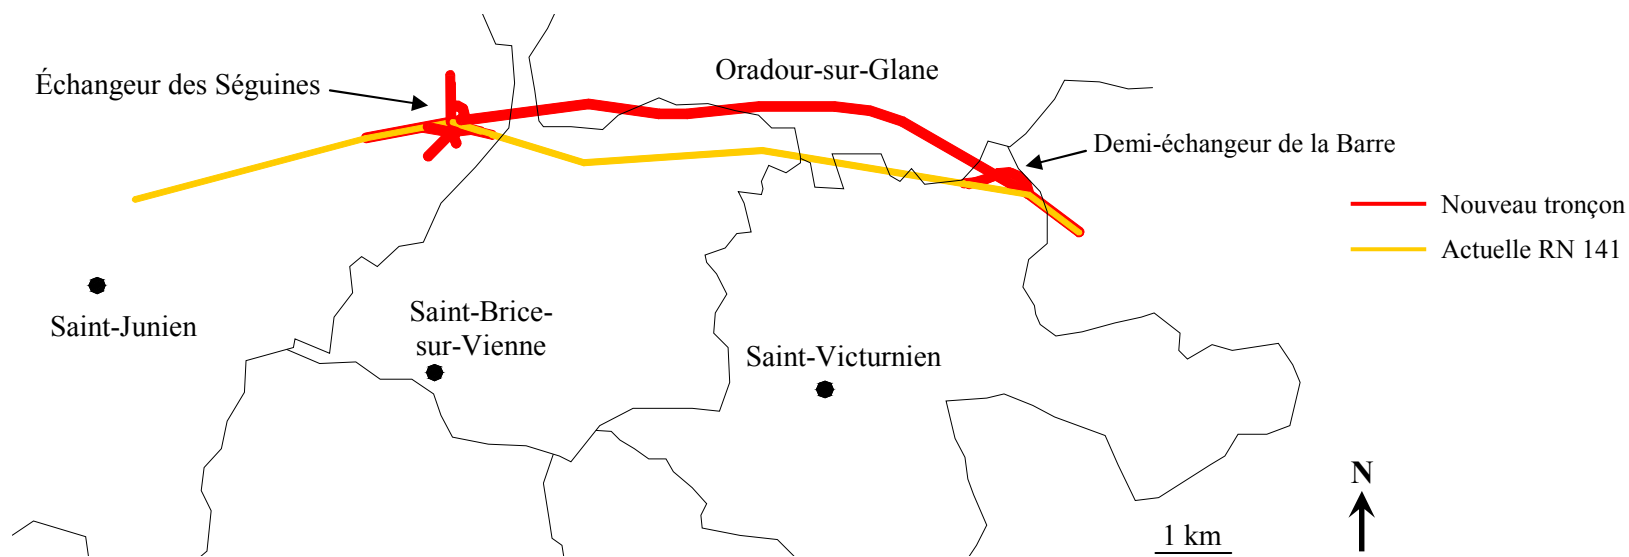 Oradour-sur-Glane
Échangeur des Séguines
Demi-échangeur de la Barre
Nouveau tronçon
Actuelle RN 141
Saint-Junien
Saint-Brice-
sur-Vienne
Saint-Victurnien
N
1 km